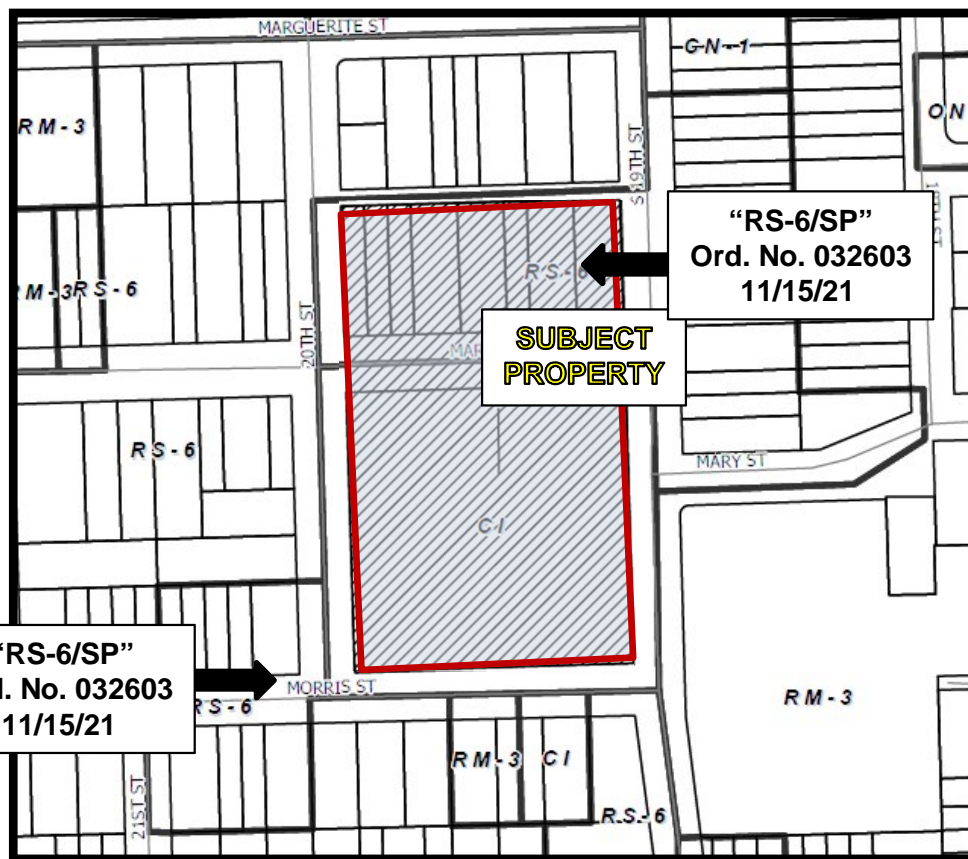 MARGUERITE ST
GN-1
RM-3
ON
S 19TH ST
"RS-6/SP"
Ord. No. 032603
11/15/21
RS-6
RM-3
RS-6
20TH ST
SUBJECT
PROPERTY
RS-6
MARY ST
CI
"RS-6/SP"
No. 032603
11/15/21
MORRIS ST
RS-6
RM-3
RM-3
CI
RS-6
21ST ST